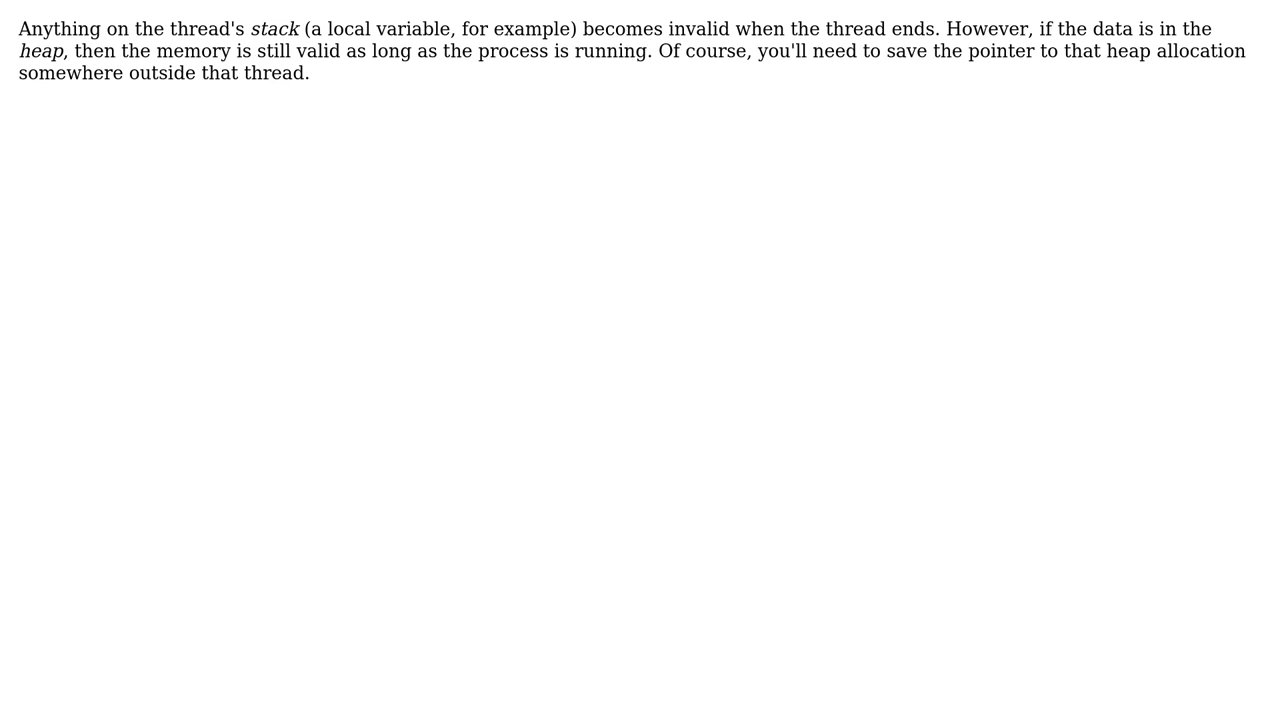 Anything on the thread's stack (a local variable, for example) becomes invalid when the thread ends. However, if the data is in the
heap, then the memory is still valid as long as the process is running. Of course, you'll need to save the pointer to that heap allocation
somewhere outside that thread.